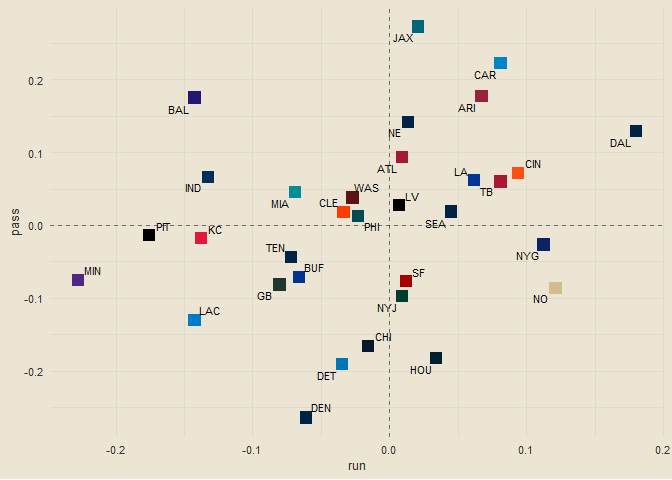 JAX
CAR
0.2
BAL
ARI
NE
DAL
0.1
ATL
CIN
LA
IND
TB
WAS
MIA
CLE
LV
PHI
SEA
0.0
PIT
KC
pass
TEN
NYG
BUF
MIN
SF
GB
NO
-0.1
NYJ
LAC
CHI
HOU
DET
-0.2
DEN
-0.2
-0.1
0.0
0.1
0.2
run